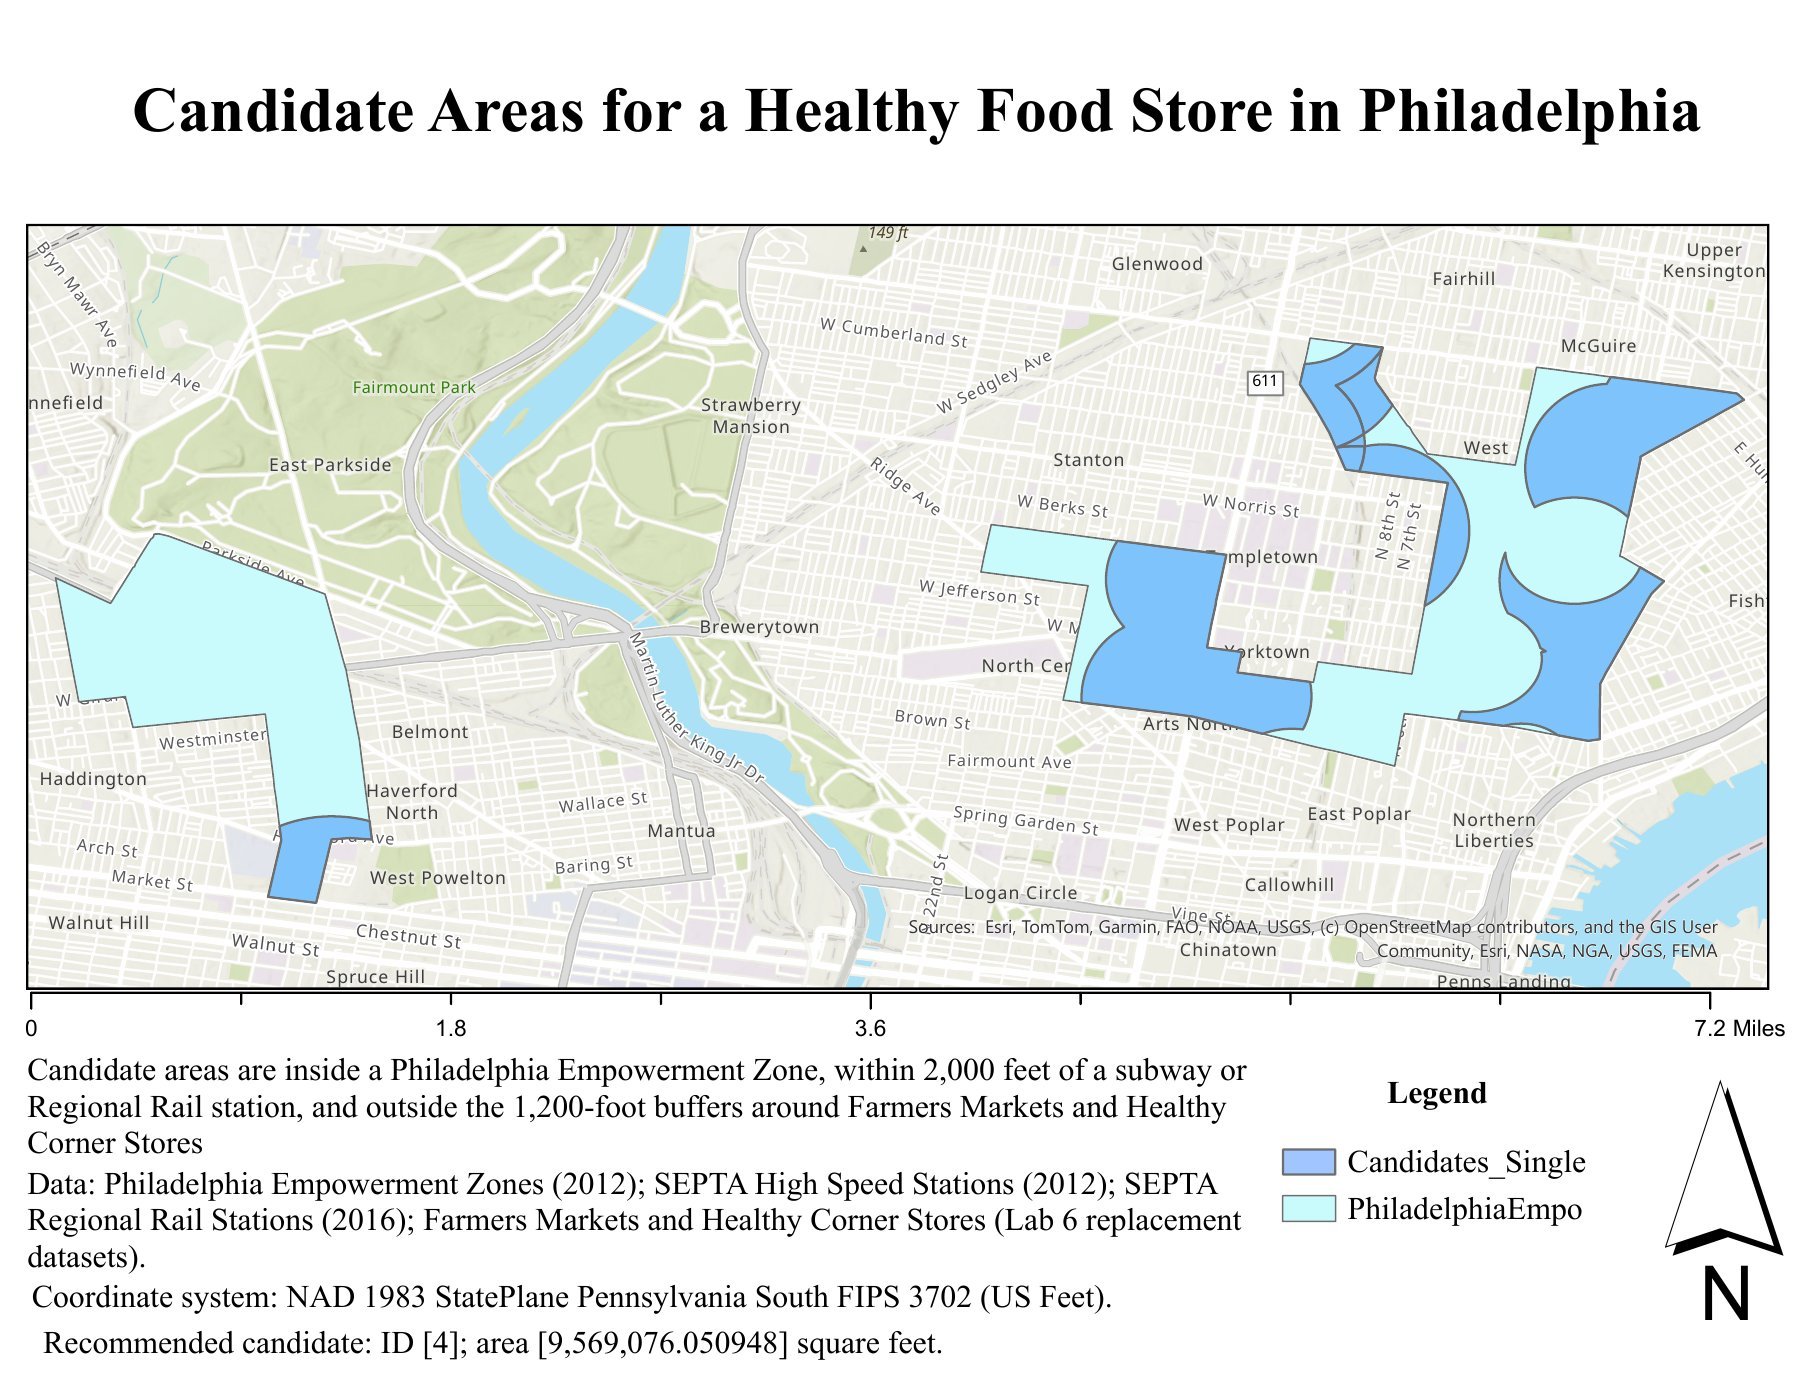 Candidate Areas for a Healthy Food Store in Philadelphia
149 ft
Bryn Mawr Ave
Glenwood
Upper
Kensington
Fairhill
W Cumberland St
McGuire
Wynnefield Ave
Fairmount Park
W Sedgley Ave
611
nnefield
Strawberry
Mansion
East Parkside
Stanton
West
E Hun
Ridge Ave
W Berks St
W Norris St
N 8th St
N 7th St
Parkside Ave
Templetown
W Jefferson St
Fisht
Brewerytown
W M
Yorktown
North Cer
Martin Luther King Jr Dr
Brown St
Arts North
Belmont
Westminster
Fairmount Ave
Haddington
Haverford
North
Wallace St
Mantua
Spring Garden St
West Poplar
East Poplar
Northern
Liberties
Arch St
Baring St
Market St
West Powelton
22nd St
Logan Circle
Callowhill
Walnut Hill
Vine St
Chestnut St
Walnut St
Sources: Esri, TomTom, Garmin, FAO, NOAA, USGS, (c) OpenStreetMap contributors, and the GIS User
Community, Esri, NASA, NGA, USGS, FEMA
Chinatown
Spruce Hill
Penns Landing
0
1.8
3.6
7.2 Miles
Candidate areas are inside a Philadelphia Empowerment Zone, within 2,000 feet of a subway or
Regional Rail station, and outside the 1,200-foot buffers around Farmers Markets and Healthy
Corner Stores
Data: Philadelphia Empowerment Zones (2012); SEPTA High Speed Stations (2012); SEPTA
Regional Rail Stations (2016); Farmers Markets and Healthy Corner Stores (Lab 6 replacement
datasets).
Coordinate system: NAD 1983 StatePlane Pennsylvania South FIPS 3702 (US Feet).
Recommended candidate: ID [4]; area [9,569,076.050948] square feet.
Legend
Candidates_Single
PhiladelphiaEmpo
N